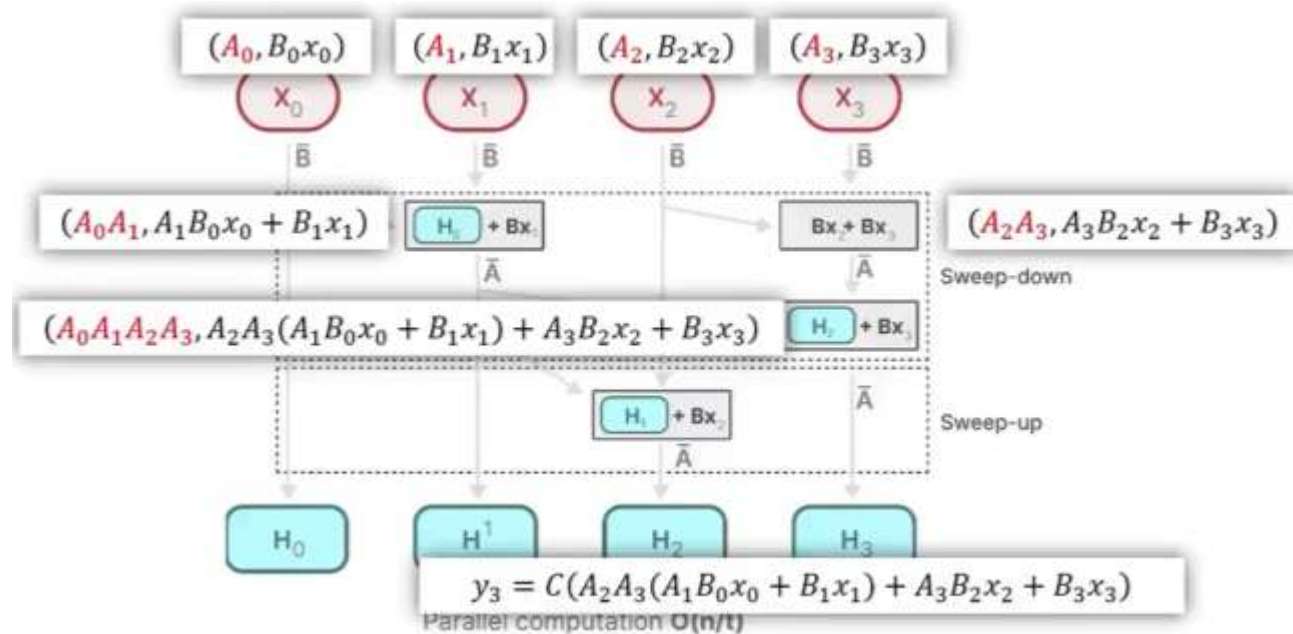 (A₀, B₀x₀) (A₁, B₁x₁) (A₂, B₂x₂) (A₃, B₃x₃)
X₀ X₁ X₂ X₃
B̄ B̄ B̄ B̄
(A₀A₁, A₁B₀x₀ + B₁x₁) H₀ + Bx₁ Bx₂+ Bx₃ (A₂A₃, A₃B₂x₂ + B₃x₃)
Ā Ā Sweep-down
(A₀A₁A₂A₃, A₂A₃(A₁B₀x₀ + B₁x₁) + A₃B₂x₂ + B₃x₃) + Bx₃
Ā
H₁ + Bx₂ Sweep-up
Ā
H₀ H¹ H₂ H₃
y₃ = C(A₂A₃(A₁B₀x₀ + B₁x₁) + A₃B₂x₂ + B₃x₃)
Parallel computation O(n/t)